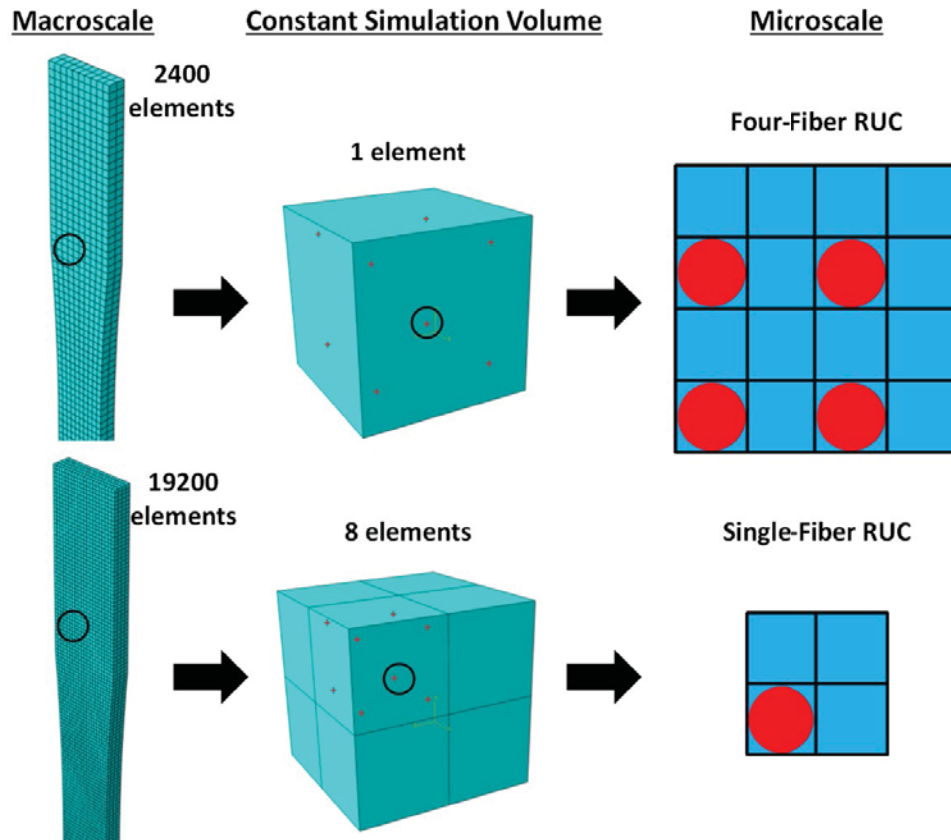 Macroscale
Constant Simulation Volume
Microscale
2400
elements
1 element
Four-Fiber RUC
19200
elements
8 elements
Single-Fiber RUC